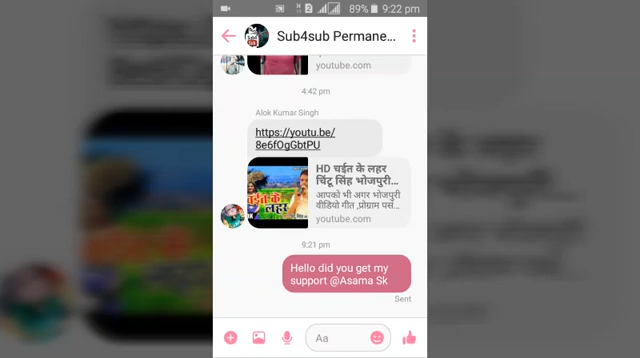 89% 9:22 pm
Sub4sub Permane...
youtube.com
4:42 pm
Alok Kumar Singh
https://youtu.be/
8e6fOgGbtPU
HD चईत के लहर
चिंटू सिंह भोजपुरी...
आपको भी अगर भोजपुरी
वीडियो गीत ,प्रोग्राम पसं...
youtube.com
चईत के
लहर
9:21 pm
Hello did you get my
support @Asama Sk
Sent
Aa